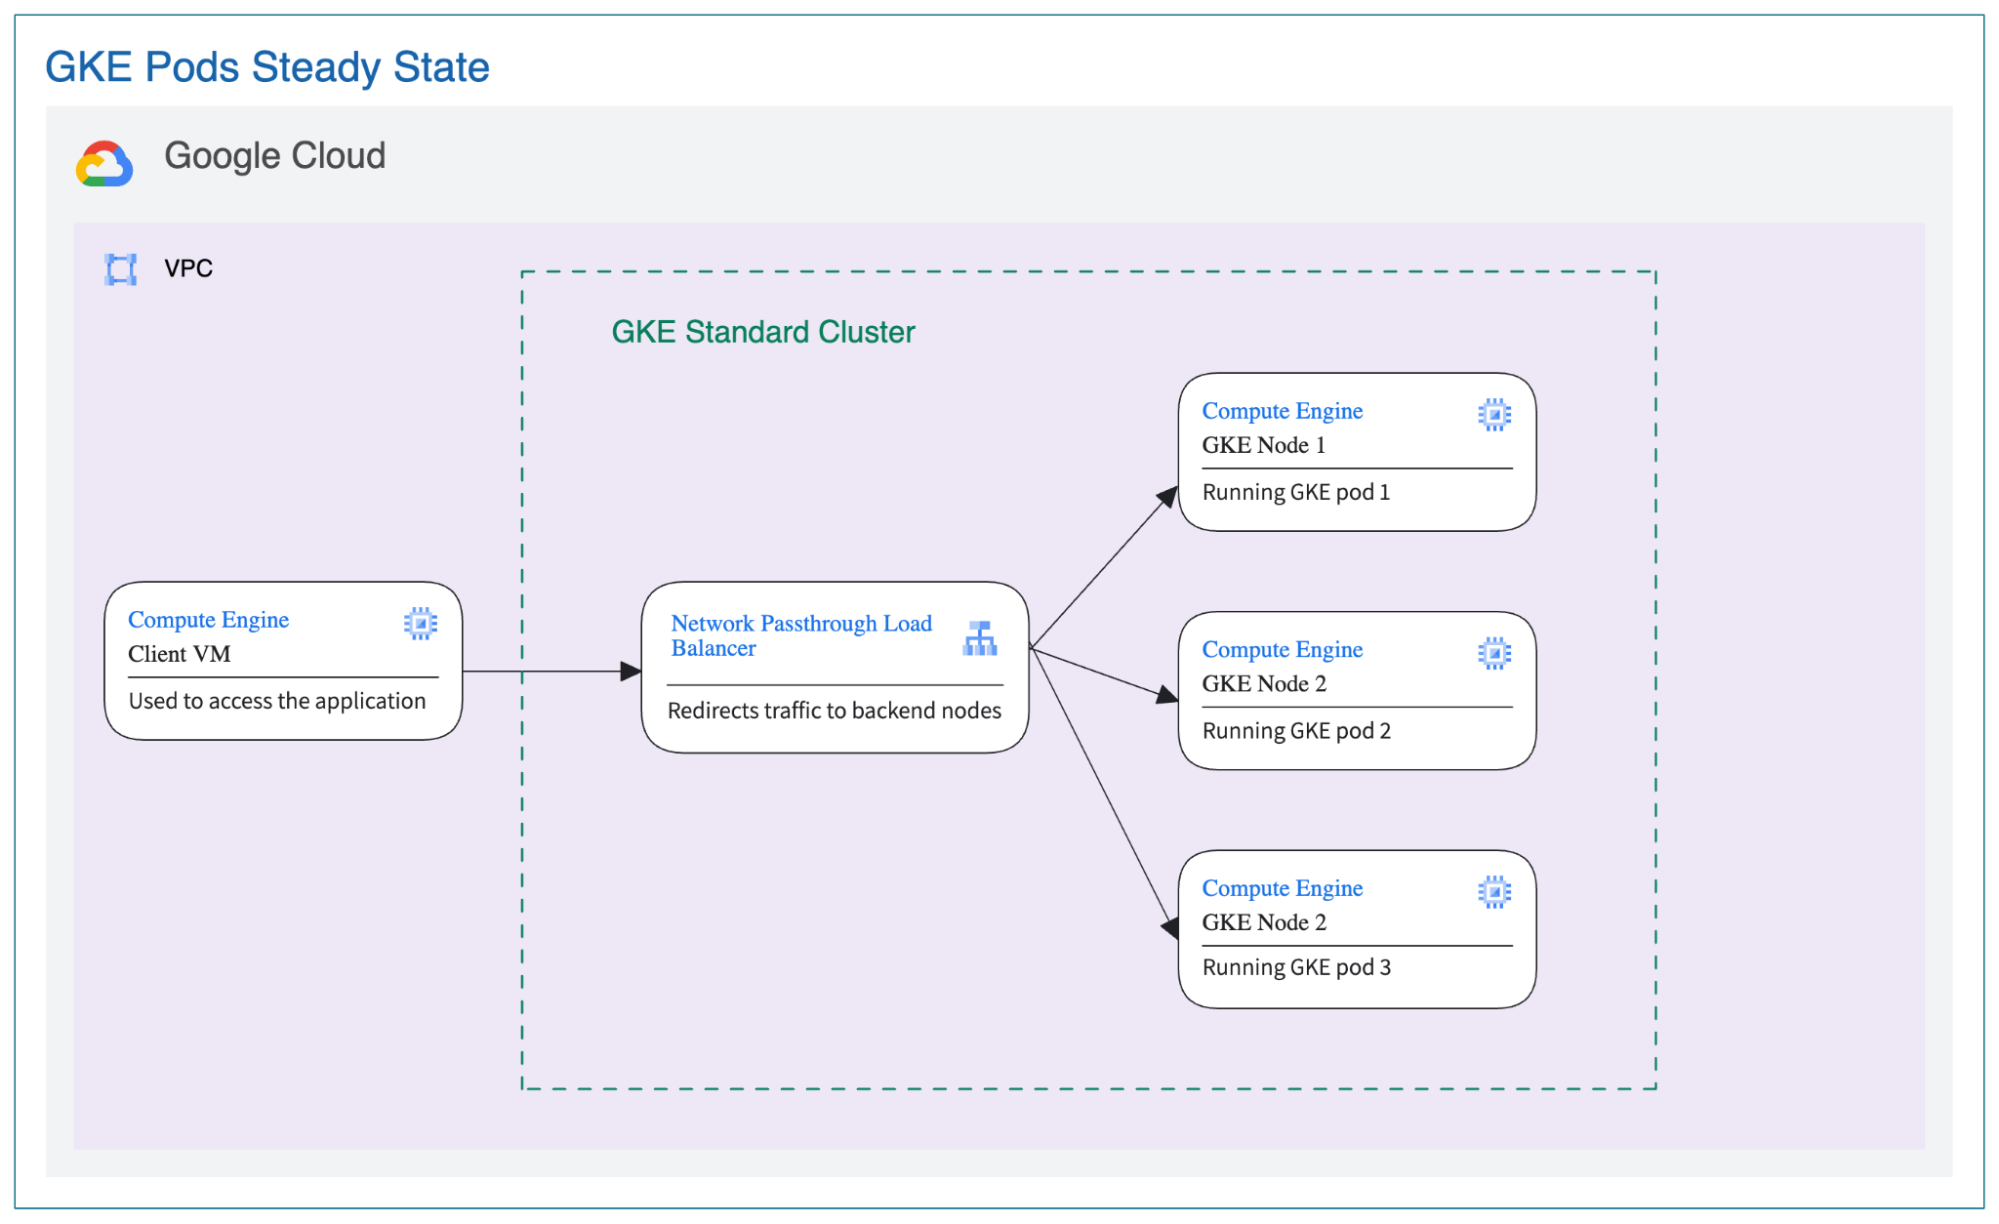 GKE Pods Steady State
Google Cloud
VPC
GKE Standard Cluster
Compute Engine
Client VM
Used to access the application
Network Passthrough Load
Balancer
Redirects traffic to backend nodes
Compute Engine
GKE Node 1
Running GKE pod 1
Compute Engine
GKE Node 2
Running GKE pod 2
Compute Engine
GKE Node 2
Running GKE pod 3